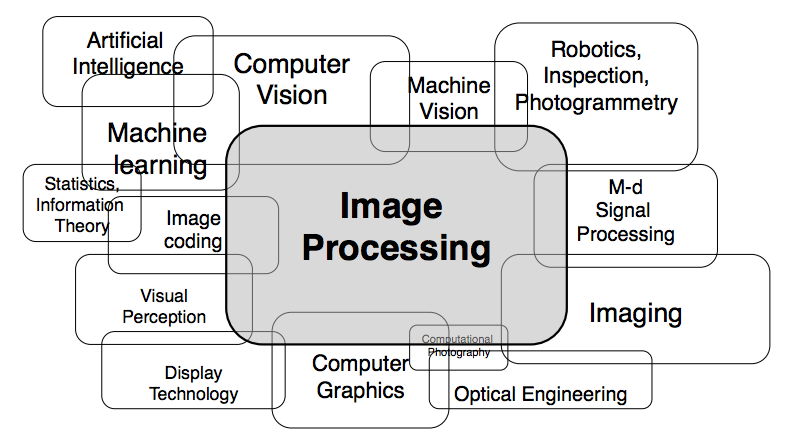 Artificial
Intelligence
Computer
Vision
Machine
Vision
Robotics,
Inspection,
Photogrammetry
Machine
learning
Statistics,
Information
Theory
Image
coding
Image
Processing
M-d
Signal
Processing
Visual
Perception
Imaging
Display
Technology
Computer
Graphics
Computational
Photography
Optical Engineering